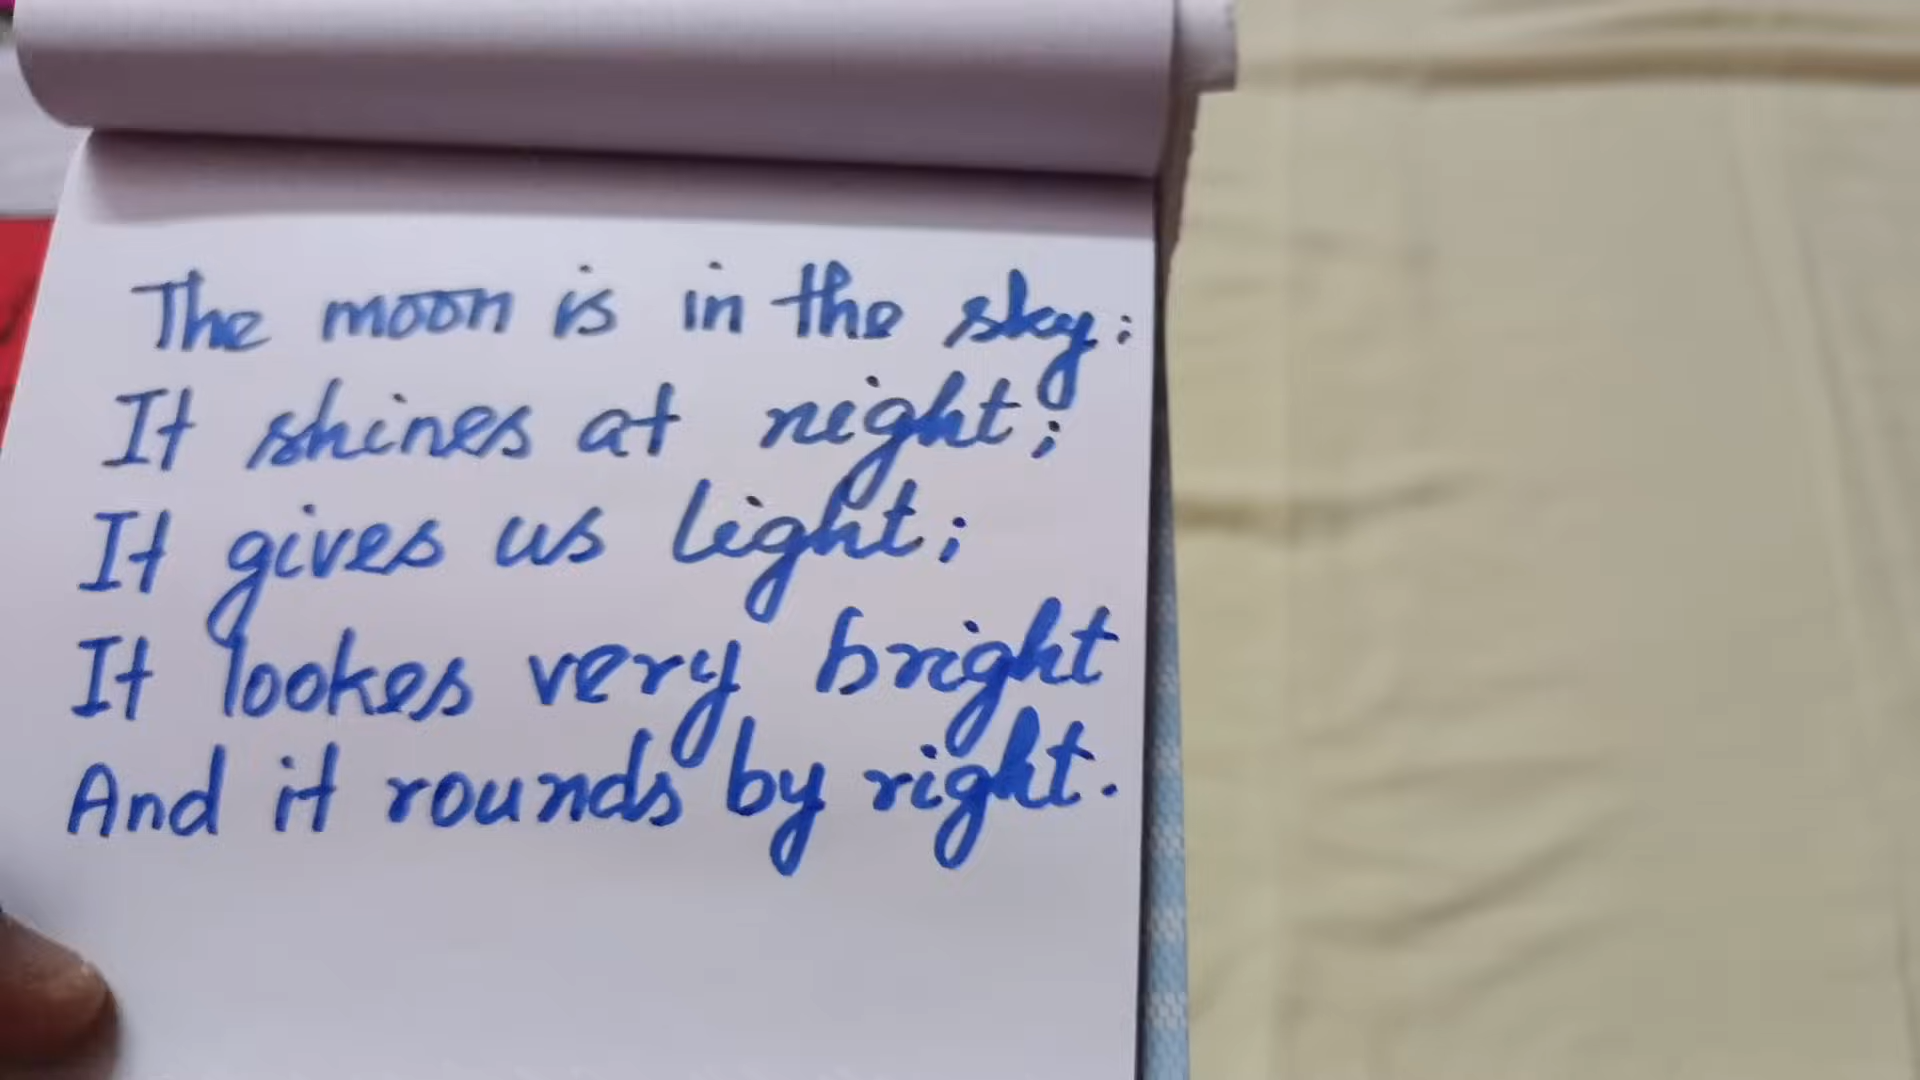 The moon is in the sky;
It shines at night;
It gives us light;
It lookes very bright
And it rounds by right.